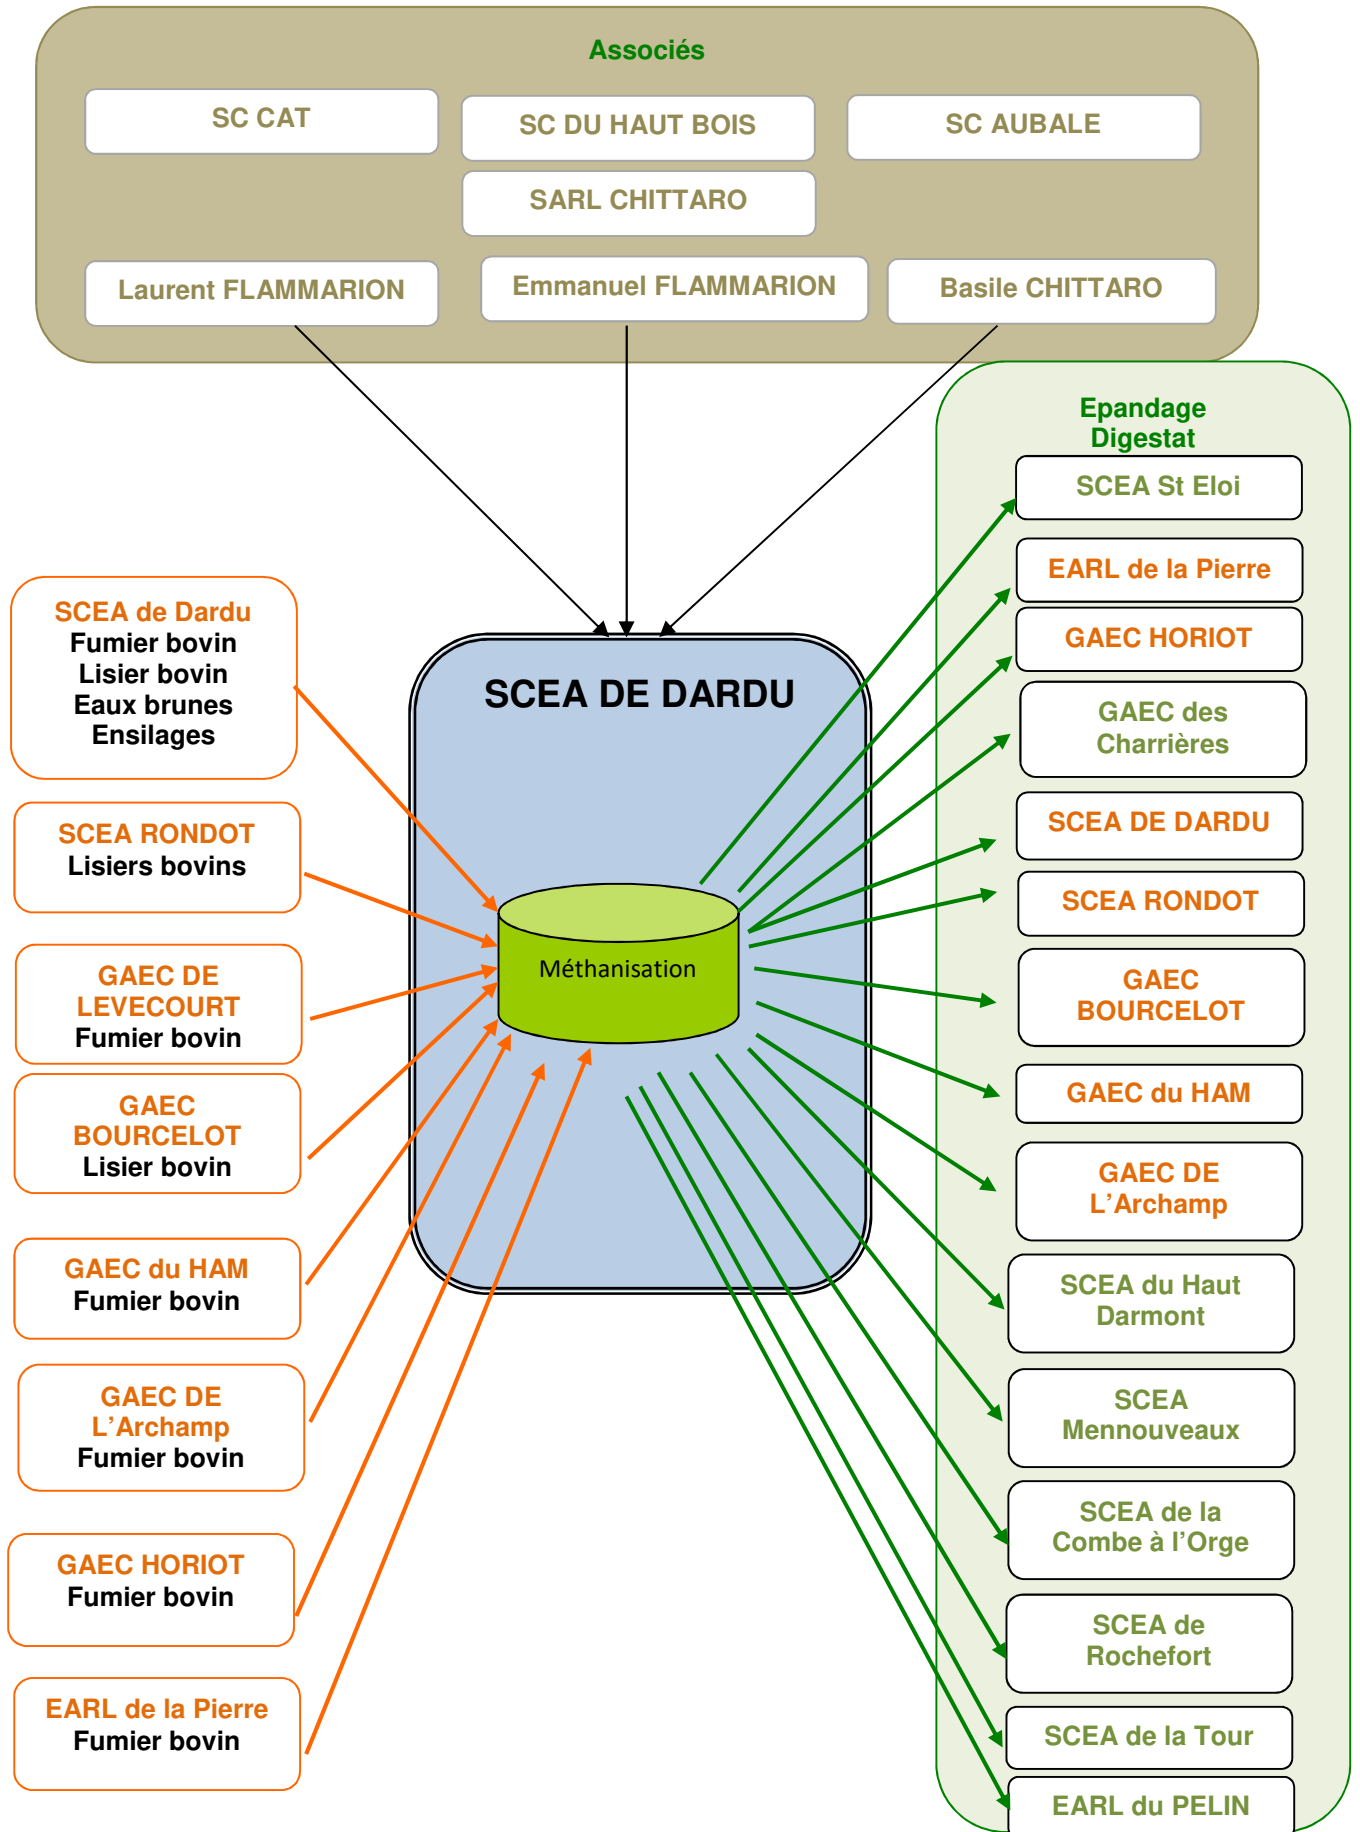 Associés
SC CAT
SC DU HAUT BOIS
SC AUBALE
SARL CHITTARO
Laurent FLAMMARION
Emmanuel FLAMMARION
Basile CHITTARO
SCEA de Dardu
Fumier bovin
Lisier bovin
Eaux brunes
Ensilages
SCEA RONDOT
Lisiers bovins
GAEC DE
LEVECOURT
Fumier bovin
GAEC
BOURCELOT
Lisier bovin
GAEC du HAM
Fumier bovin
GAEC DE
L’Archamp
Fumier bovin
GAEC HORIOT
Fumier bovin
EARL de la Pierre
Fumier bovin
SCEA DE DARDU
Méthanisation
Epandage
Digestat
SCEA St Eloi
EARL de la Pierre
GAEC HORIOT
GAEC des
Charrières
SCEA DE DARDU
SCEA RONDOT
GAEC
BOURCELOT
GAEC du HAM
GAEC DE
L’Archamp
SCEA du Haut
Darmont
SCEA
Mennouveaux
SCEA de la
Combe à l’Orge
SCEA de
Rochefort
SCEA de la Tour
EARL du PELIN